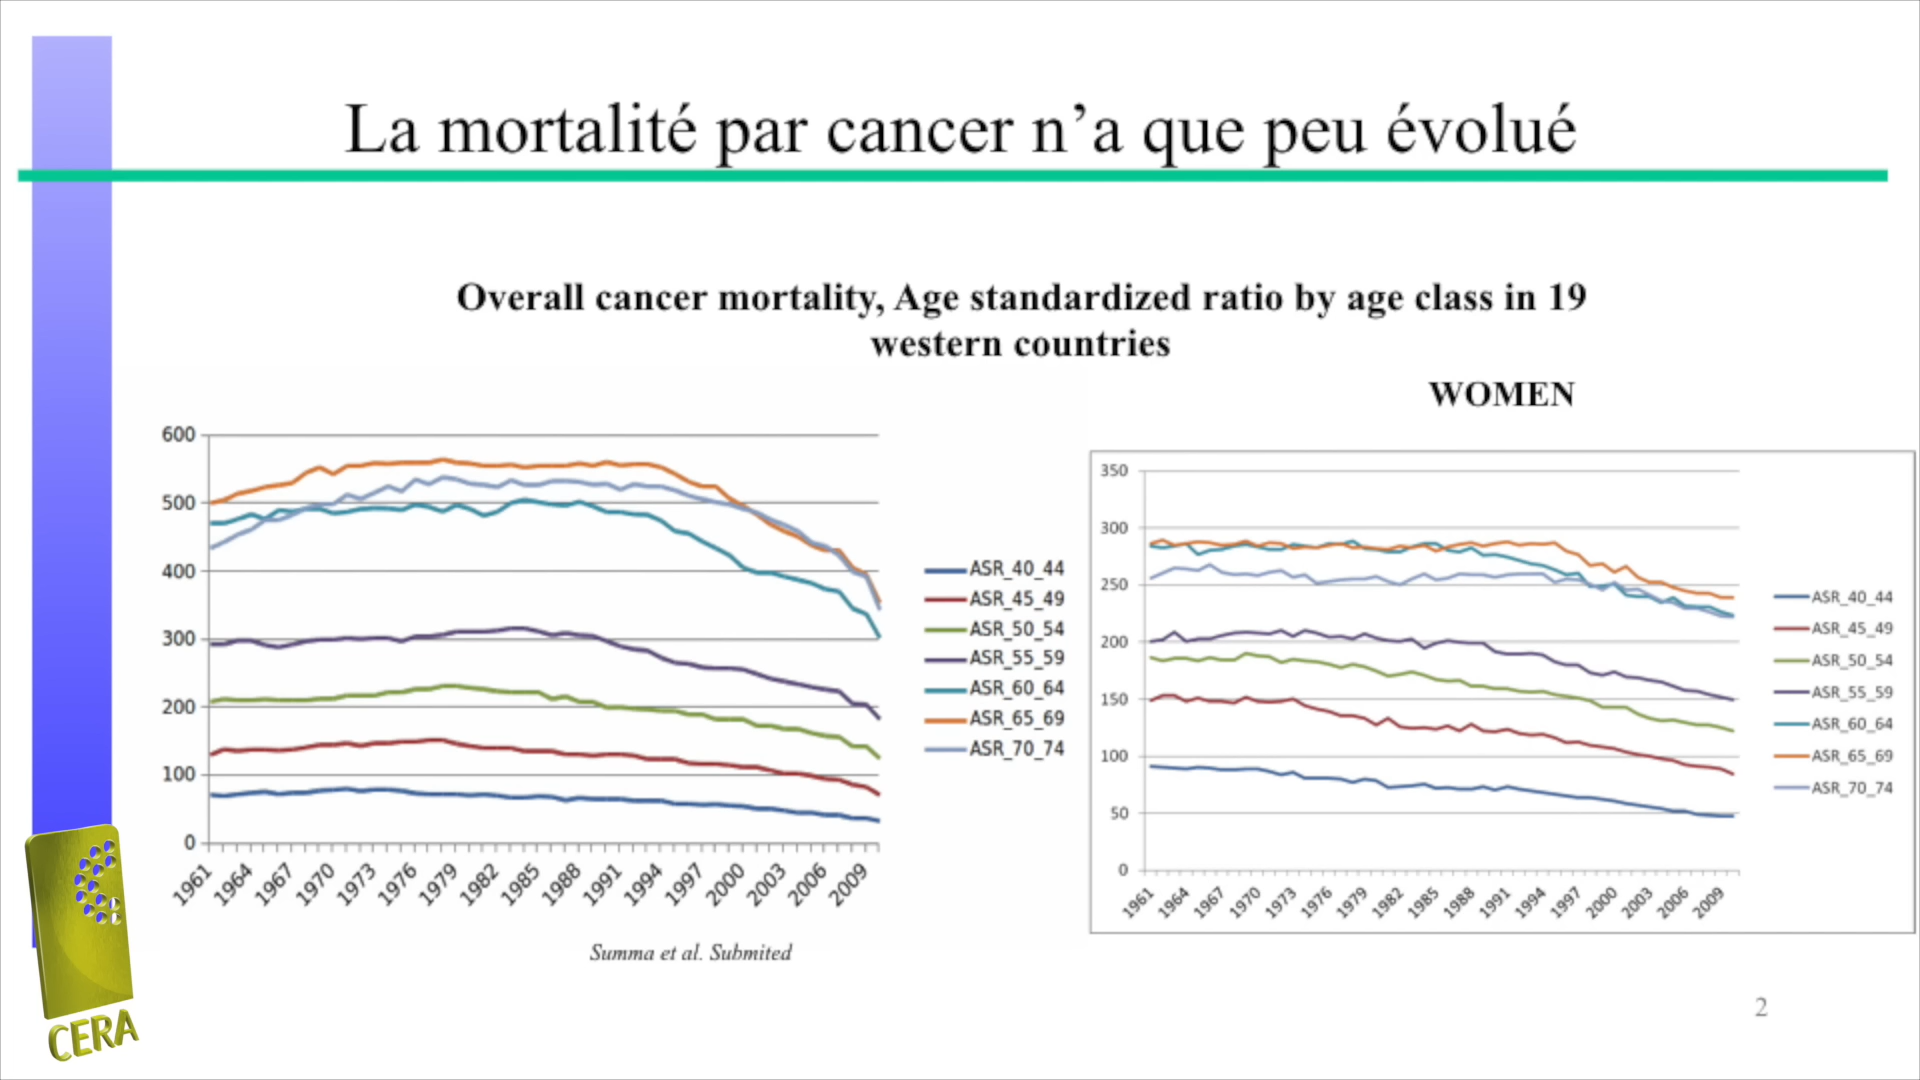 La mortalité par cancer n’a que peu évolué
Overall cancer mortality, Age standardized ratio by age class in 19
western countries
WOMEN
600
500
400
300
200
100
0
1961
1964
1967
1970
1973
1976
1979
1982
1985
1988
1991
1994
1997
2000
2003
2006
2009
ASR_40_44
ASR_45_49
ASR_50_54
ASR_55_59
ASR_60_64
ASR_65_69
ASR_70_74
350
300
250
200
150
100
50
0
1961
1964
1967
1970
1973
1976
1979
1982
1985
1988
1991
1994
1997
2000
2003
2006
2009
ASR_40_44
ASR_45_49
ASR_50_54
ASR_55_59
ASR_60_64
ASR_65_69
ASR_70_74
Summa et al. Submited
2
CERA